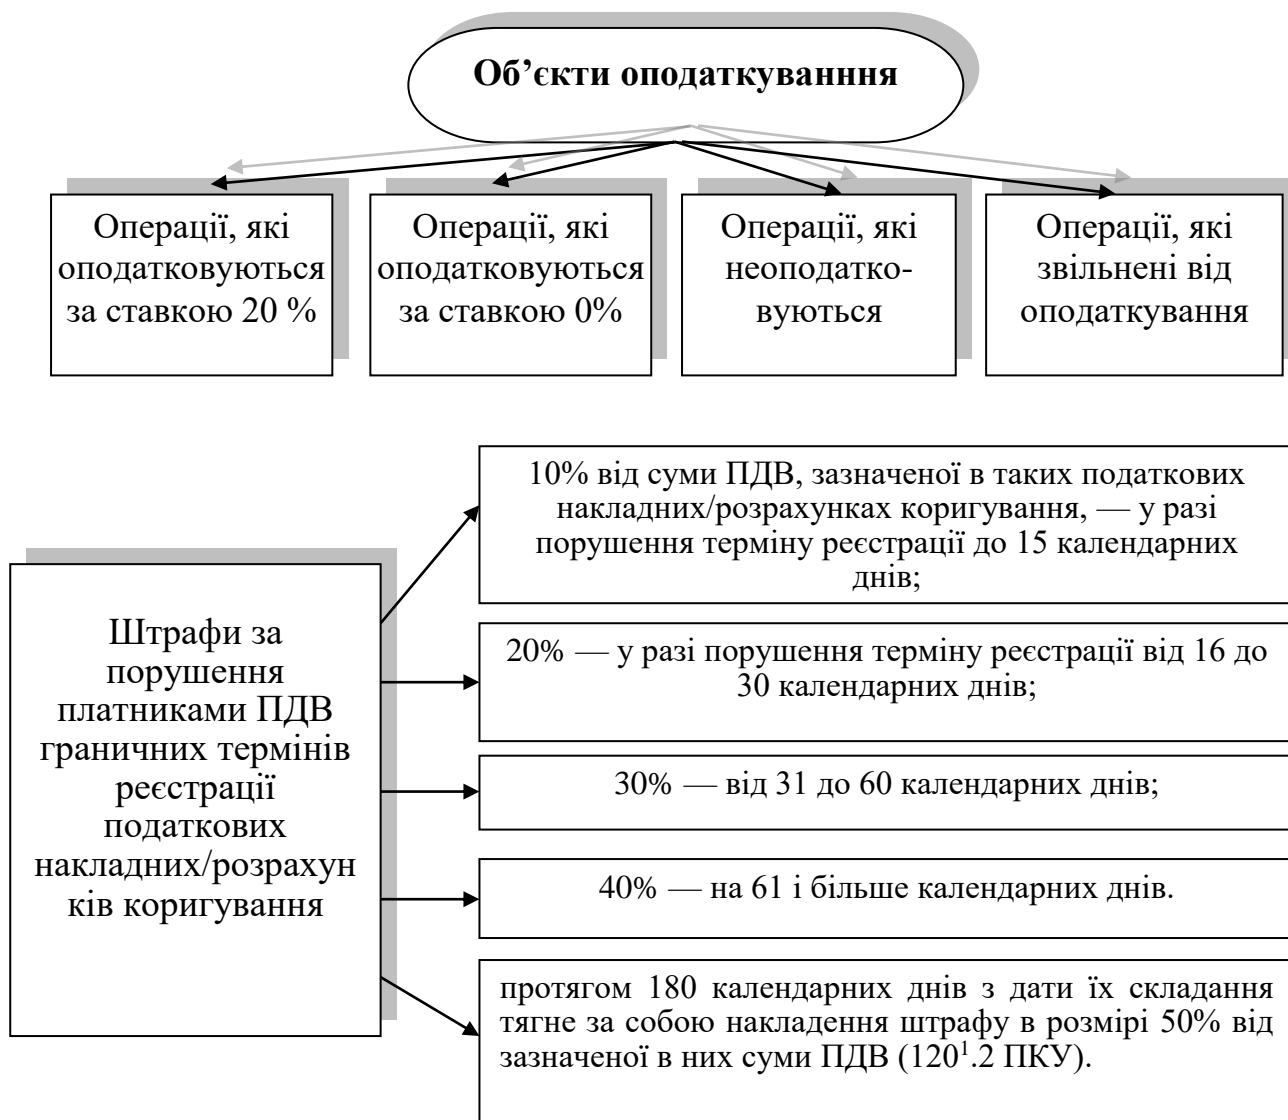 Об’єкти оподаткуванння
Операції, які
оподатковуються
за ставкою 20 %
Операції, які
оподатковуються
за ставкою 0%
Операції, які
неоподатко-
вуються
Операції, які
звільнені від
оподаткування
Штрафи за
порушення
платниками ПДВ
граничних термінів
реєстрації
податкових
накладних/розрахун
ків коригування
10% від суми ПДВ, зазначеної в таких податкових
накладних/розрахунках коригування, — у разі
порушення терміну реєстрації до 15 календарних
днів;
20% — у разі порушення терміну реєстрації від 16 до
30 календарних днів;
30% — від 31 до 60 календарних днів;
40% — на 61 і більше календарних днів.
протягом 180 календарних днів з дати їх складання
тягне за собою накладення штрафу в розмірі 50% від
зазначеної в них суми ПДВ (120¹.2 ПКУ).